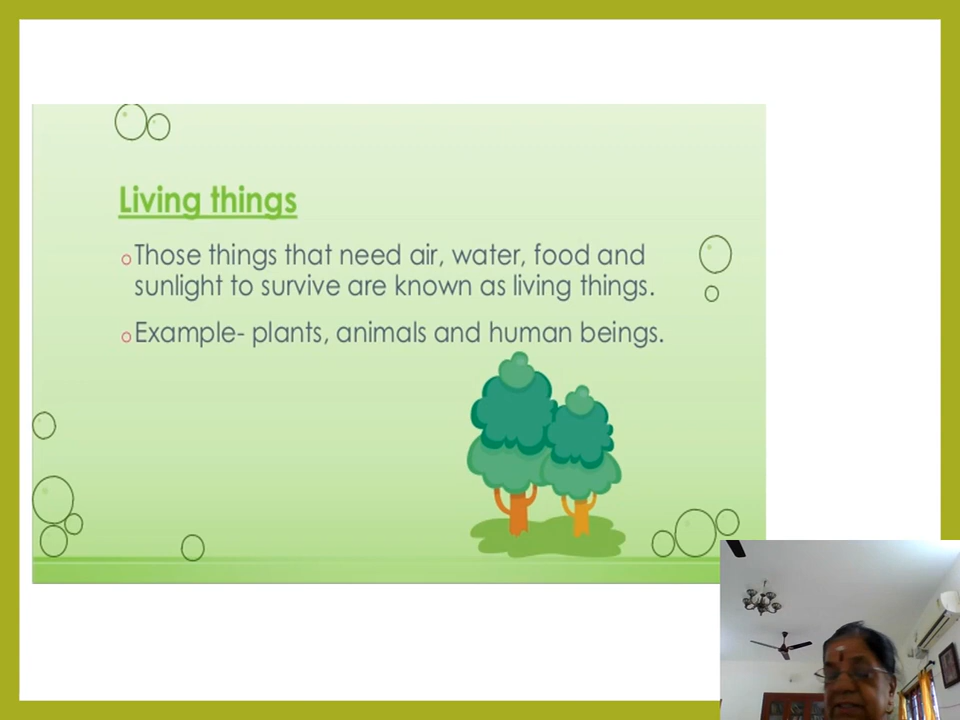 Living things
Those things that need air, water, food and
sunlight to survive are known as living things.
Example- plants, animals and human beings.